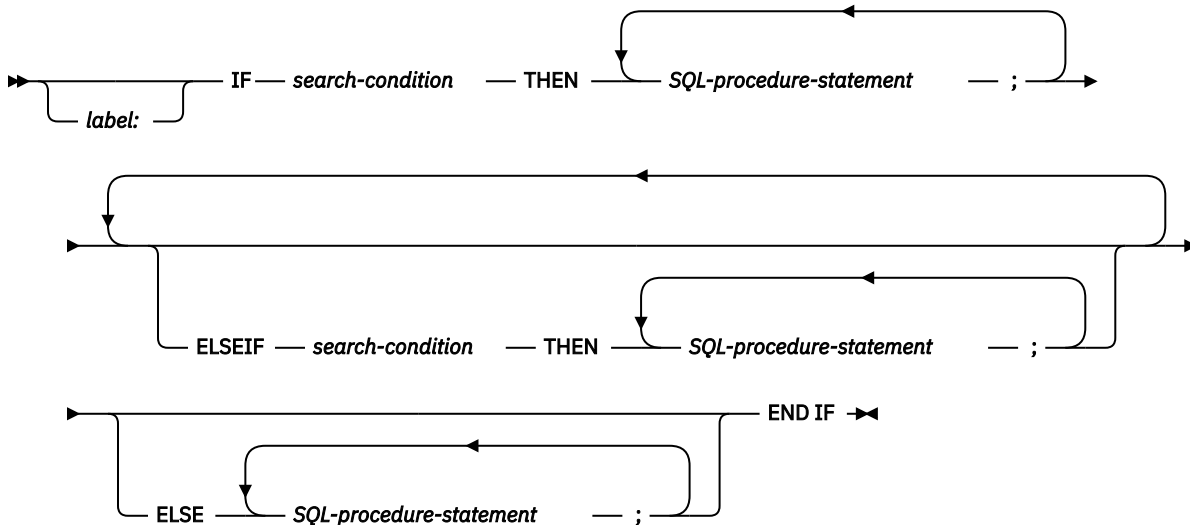 IF search-condition THEN SQL-procedure-statement ;
label:
ELSEIF search-condition THEN SQL-procedure-statement ;
END IF
ELSE SQL-procedure-statement ;